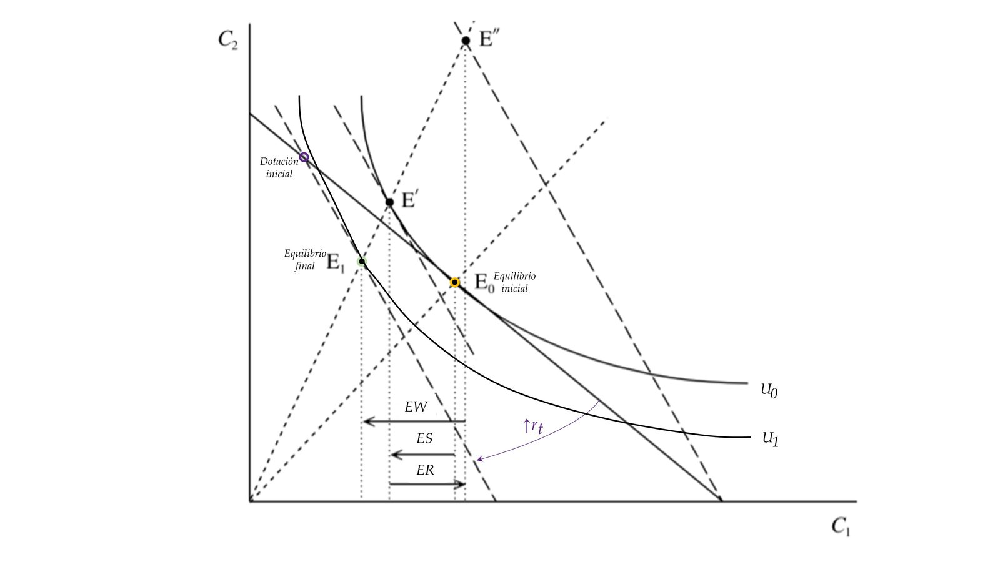 C₂
E″
Dotación
inicial
E′
Equilibrio
final
E₁
E₀
Equilibrio
inicial
U₀
EW
↑rₜ
ES
U₁
ER
C₁